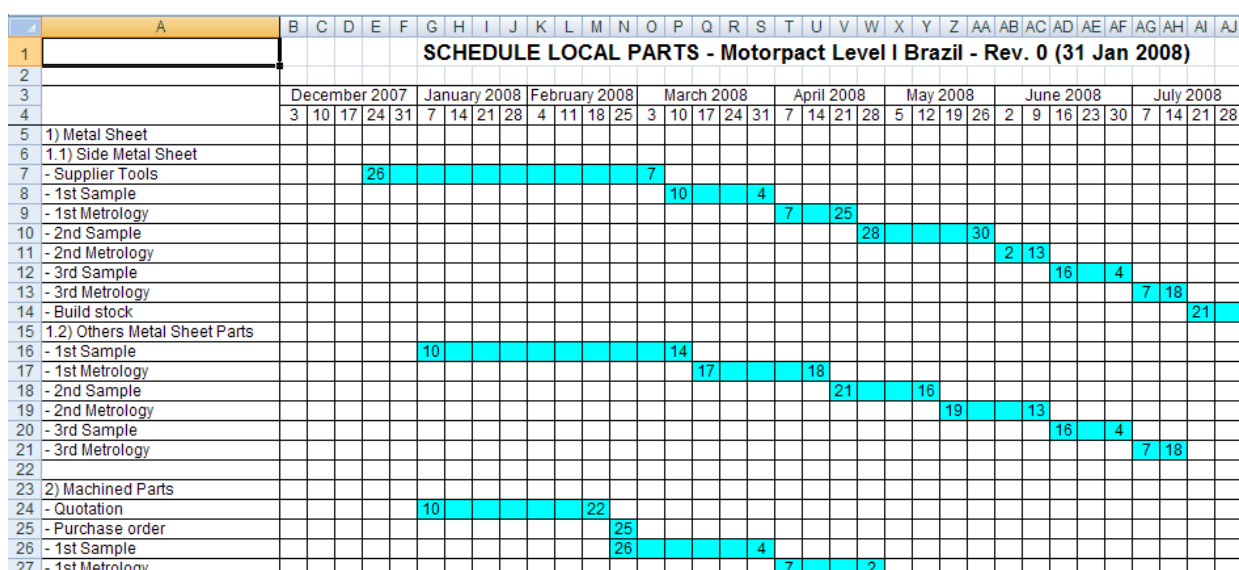 A B C D E F G H I J K L M N O P Q R S T U V W X Y Z AA AB AC AD AE AF AG AH AI AJ
1 SCHEDULE LOCAL PARTS - Motorpact Level I Brazil - Rev. 0 (31 Jan 2008)
2
3 December 2007 January 2008 February 2008 March 2008 April 2008 May 2008 June 2008 July 2008
4 3 10 17 24 31 7 14 21 28 4 11 18 25 3 10 17 24 31 7 14 21 28 5 12 19 26 2 9 16 23 30 7 14 21 28
5 1) Metal Sheet
6 1.1) Side Metal Sheet
7 - Supplier Tools 26 7
8 - 1st Sample 10 4
9 - 1st Metrology 7 25
10 - 2nd Sample 28 30
11 - 2nd Metrology 2 13
12 - 3rd Sample 16 4
13 - 3rd Metrology 7 18
14 - Build stock 21
15 1.2) Others Metal Sheet Parts
16 - 1st Sample 10 14
17 - 1st Metrology 17 18
18 - 2nd Sample 21 16
19 - 2nd Metrology 19 13
20 - 3rd Sample 16 4
21 - 3rd Metrology 7 18
22
23 2) Machined Parts
24 - Quotation 10 22
25 - Purchase order 25
26 - 1st Sample 26 4
27 - 1st Metrology 7 2